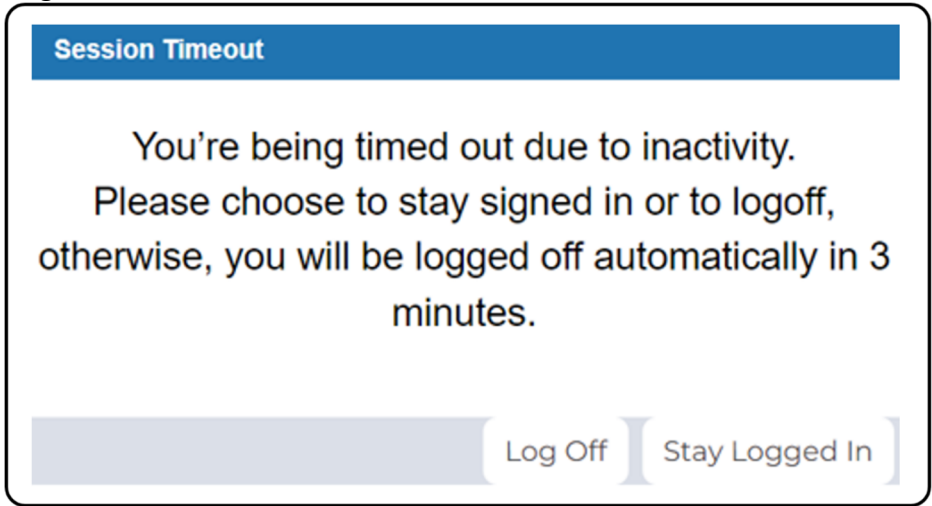 Session Timeout
You’re being timed out due to inactivity.
Please choose to stay signed in or to logoff,
otherwise, you will be logged off automatically in 3
minutes.
Log Off
Stay Logged In